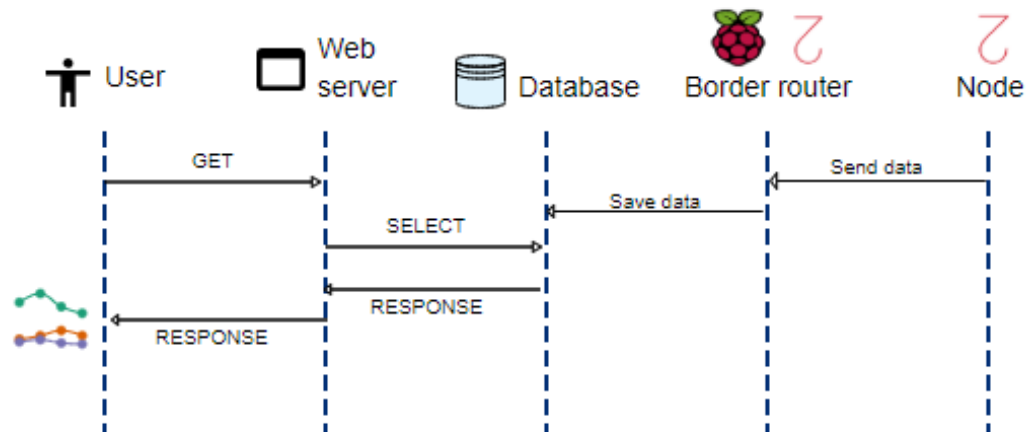 User
Web
server
Database
Border router
Node
GET
Send data
Save data
SELECT
RESPONSE
RESPONSE